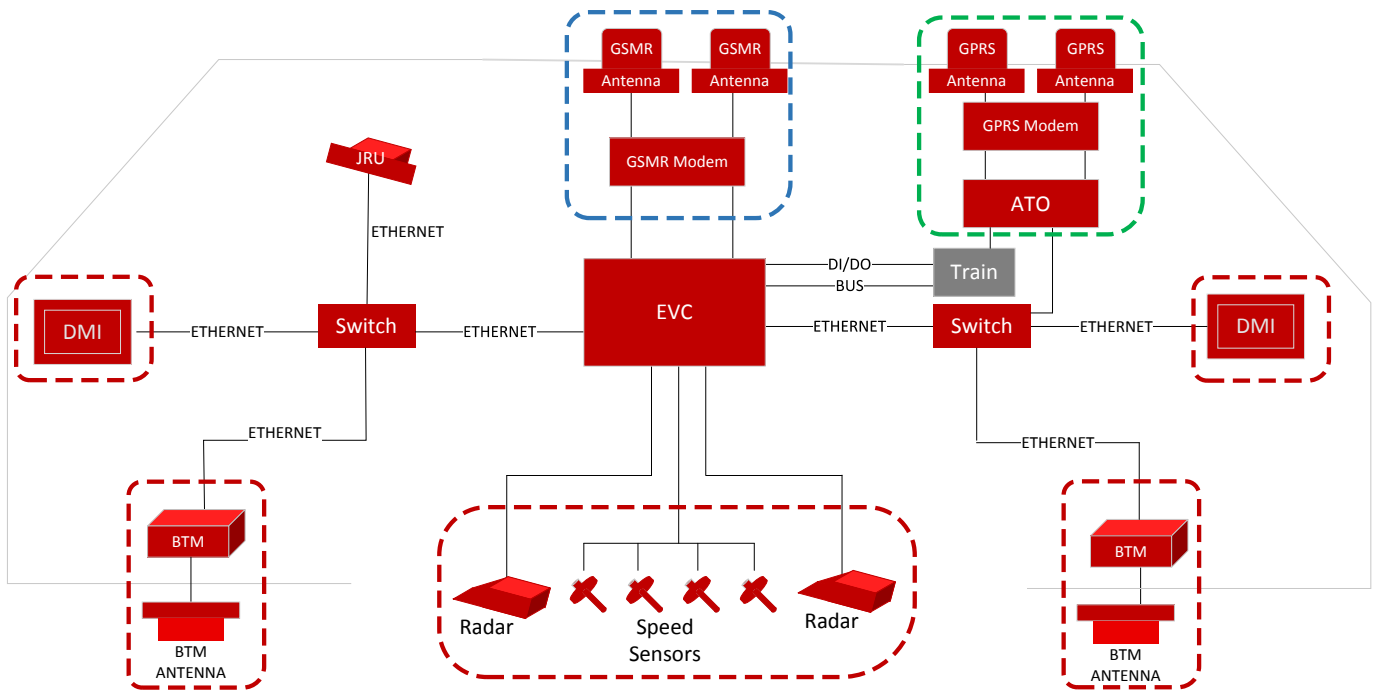 GSMR
GSMR
GPRS
GPRS
Antenna
Antenna
Antenna
Antenna
GPRS Modem
GSMR Modem
JRU
ATO
ETHERNET
DI/DO
BUS
Train
EVC
DMI
ETHERNET
Switch
ETHERNET
ETHERNET
Switch
ETHERNET
DMI
ETHERNET
ETHERNET
BTM
BTM
Radar
Speed
Sensors
Radar
BTM
ANTENNA
BTM
ANTENNA